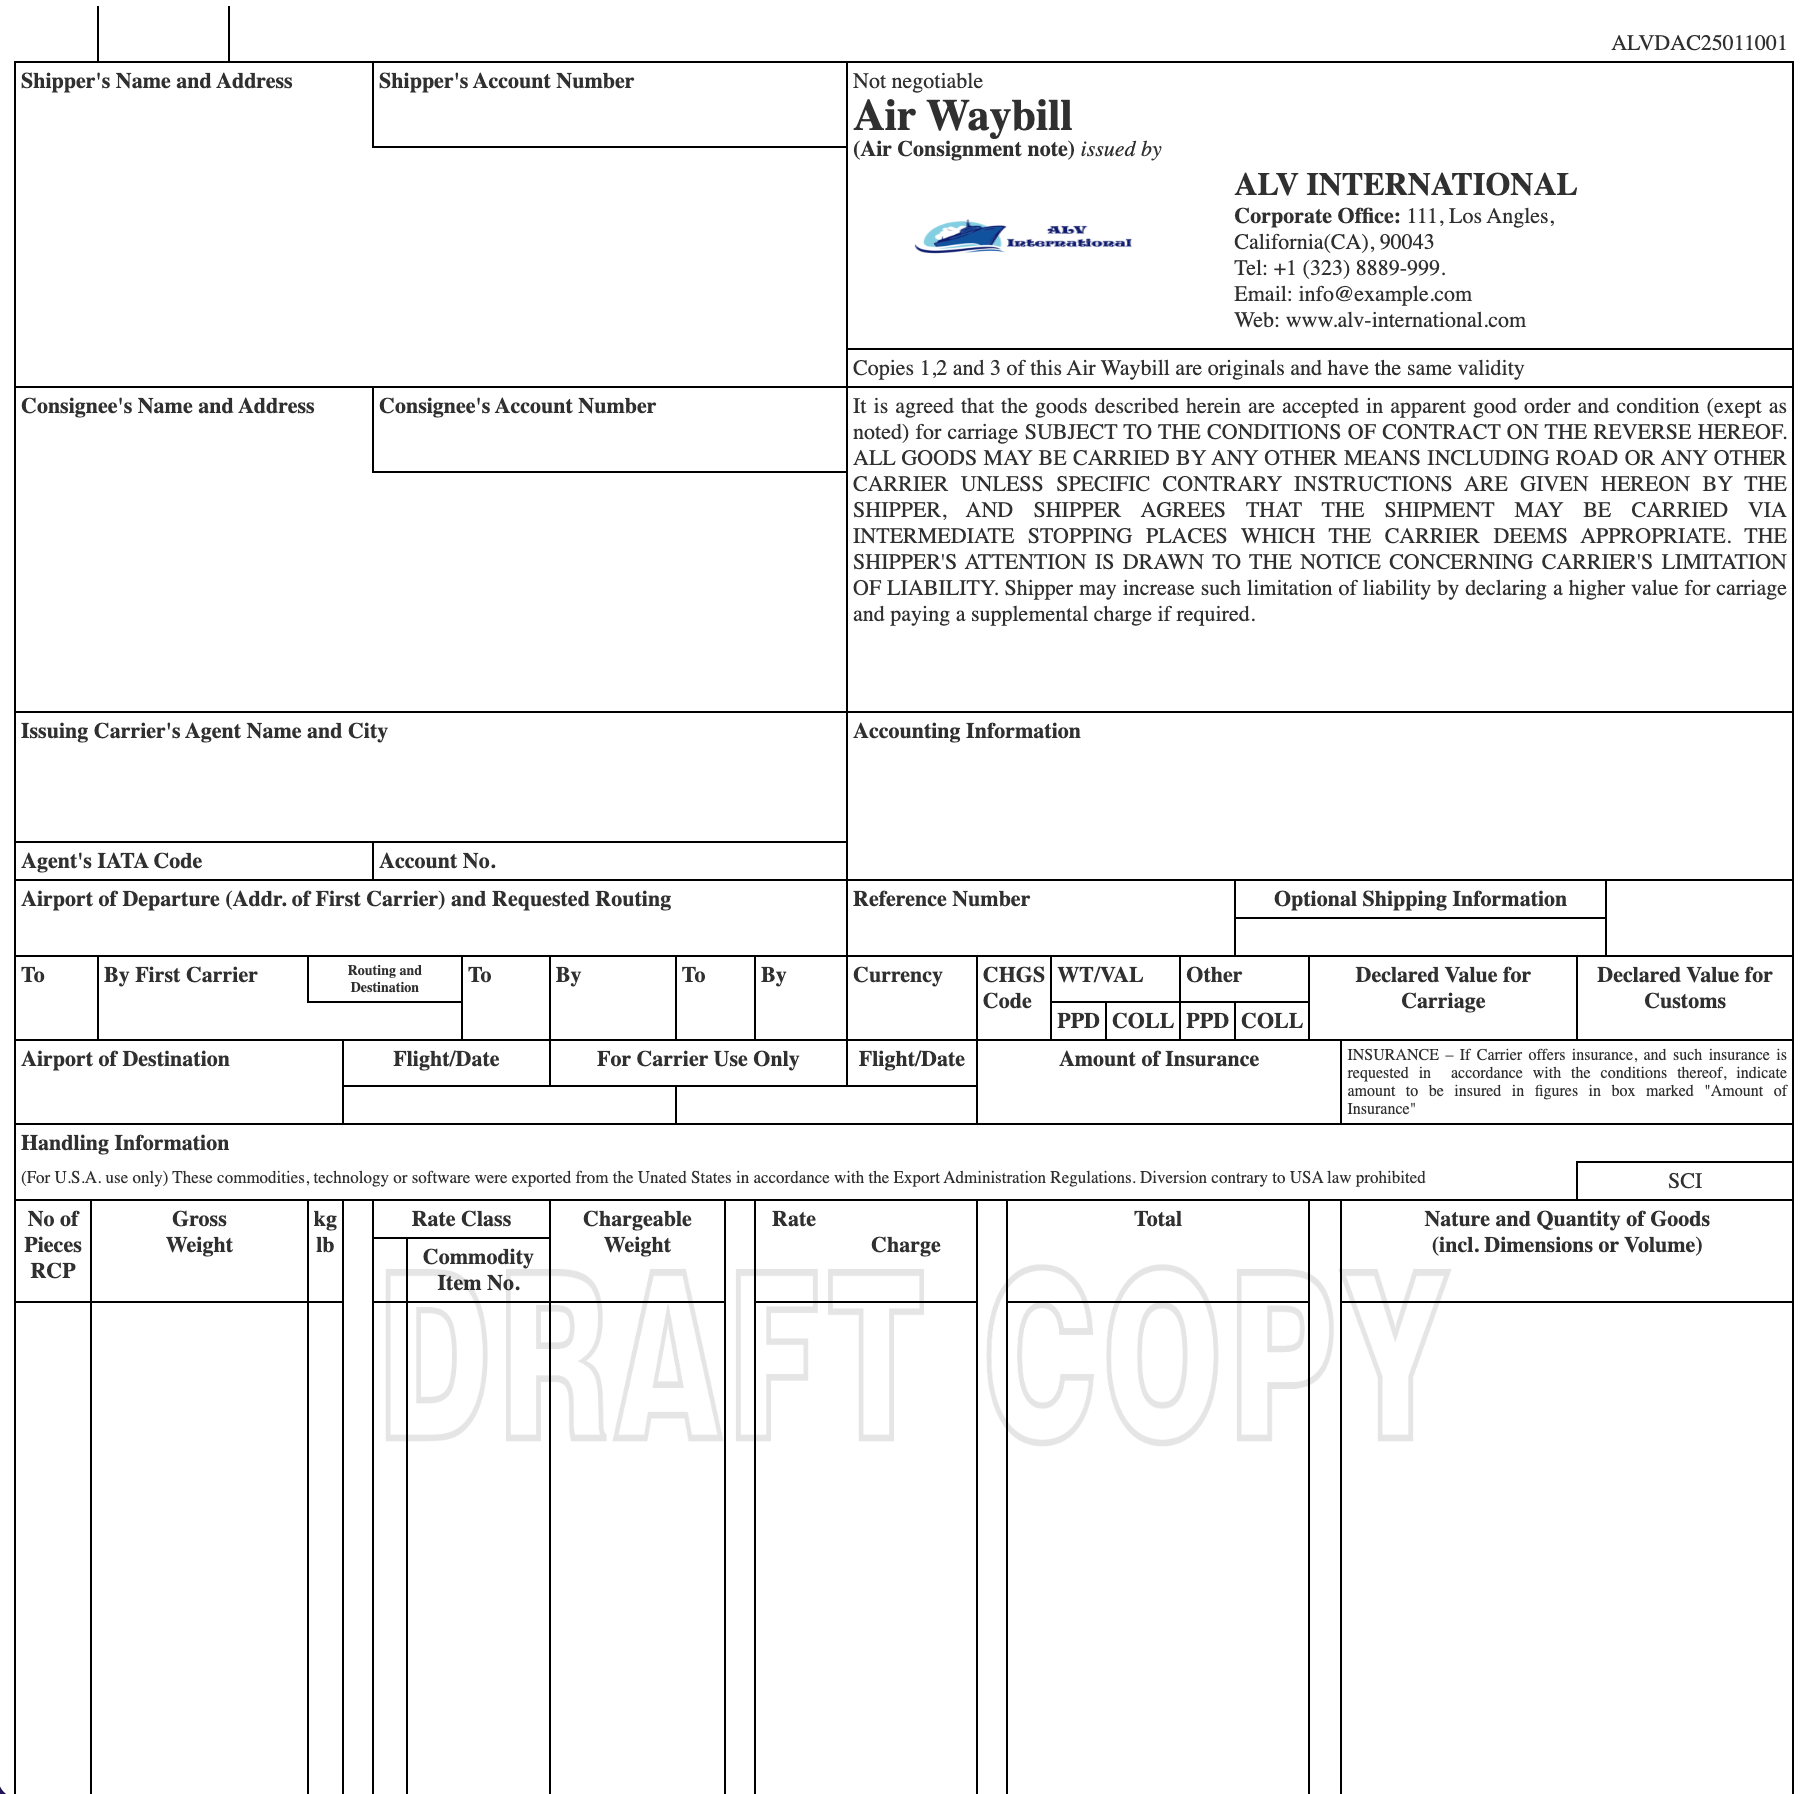 ALVDAC25011001
Shipper's Name and Address
Shipper's Account Number
Not negotiable
Air Waybill
(Air Consignment note) issued by
ALV
International
ALV INTERNATIONAL
Corporate Office: 111, Los Angles,
California(CA), 90043
Tel: +1 (323) 8889-999.
Email: info@example.com
Web: www.alv-international.com
Copies 1,2 and 3 of this Air Waybill are originals and have the same validity
Consignee's Name and Address
Consignee's Account Number
It is agreed that the goods described herein are accepted in apparent good order and condition (exept as
noted) for carriage SUBJECT TO THE CONDITIONS OF CONTRACT ON THE REVERSE HEREOF.
ALL GOODS MAY BE CARRIED BY ANY OTHER MEANS INCLUDING ROAD OR ANY OTHER
CARRIER UNLESS SPECIFIC CONTRARY INSTRUCTIONS ARE GIVEN HEREON BY THE
SHIPPER, AND SHIPPER AGREES THAT THE SHIPMENT MAY BE CARRIED VIA
INTERMEDIATE STOPPING PLACES WHICH THE CARRIER DEEMS APPROPRIATE. THE
SHIPPER'S ATTENTION IS DRAWN TO THE NOTICE CONCERNING CARRIER'S LIMITATION
OF LIABILITY. Shipper may increase such limitation of liability by declaring a higher value for carriage
and paying a supplemental charge if required.
Issuing Carrier's Agent Name and City
Accounting Information
Agent's IATA Code
Account No.
Airport of Departure (Addr. of First Carrier) and Requested Routing
Reference Number
Optional Shipping Information
To
By First Carrier
Routing and
Destination
To
By
To
By
Currency
CHGS
Code
WT/VAL
PPD
COLL
Other
PPD
COLL
Declared Value for
Carriage
Declared Value for
Customs
Airport of Destination
Flight/Date
For Carrier Use Only
Flight/Date
Amount of Insurance
INSURANCE – If Carrier offers insurance, and such insurance is
requested in accordance with the conditions thereof, indicate
amount to be insured in figures in box marked "Amount of
Insurance"
Handling Information
(For U.S.A. use only) These commodities, technology or software were exported from the Unated States in accordance with the Export Administration Regulations. Diversion contrary to USA law prohibited
SCI
No of
Pieces
RCP
Gross
Weight
kg
lb
Rate Class
Commodity
Item No.
Chargeable
Weight
Rate
Charge
Total
Nature and Quantity of Goods
(incl. Dimensions or Volume)
DRAFT COPY